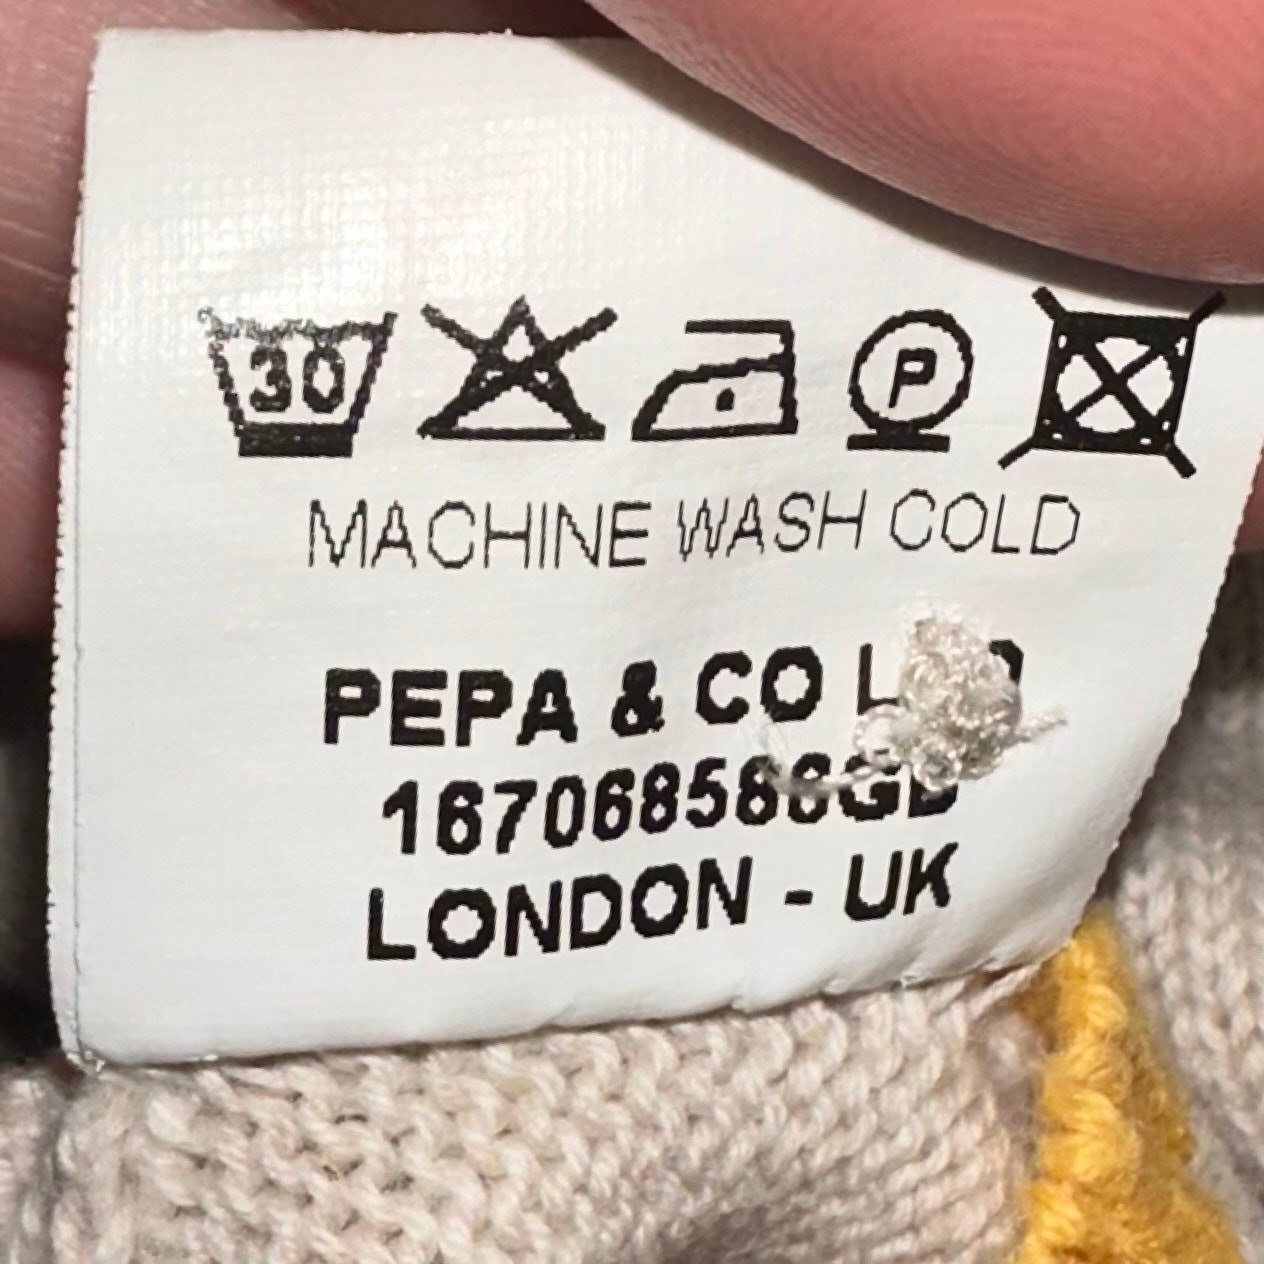 30
P
MACHINE WASH COLD
PEPA & CO
LONDON - UK